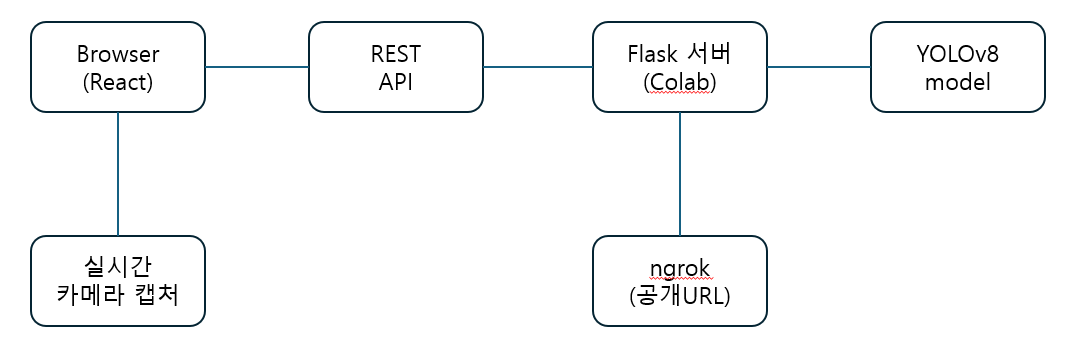 Browser
(React)
REST
API
Flask 서버
(Colab)
YOLOv8
model
실시간
카메라 캡처
ngrok
(공개URL)